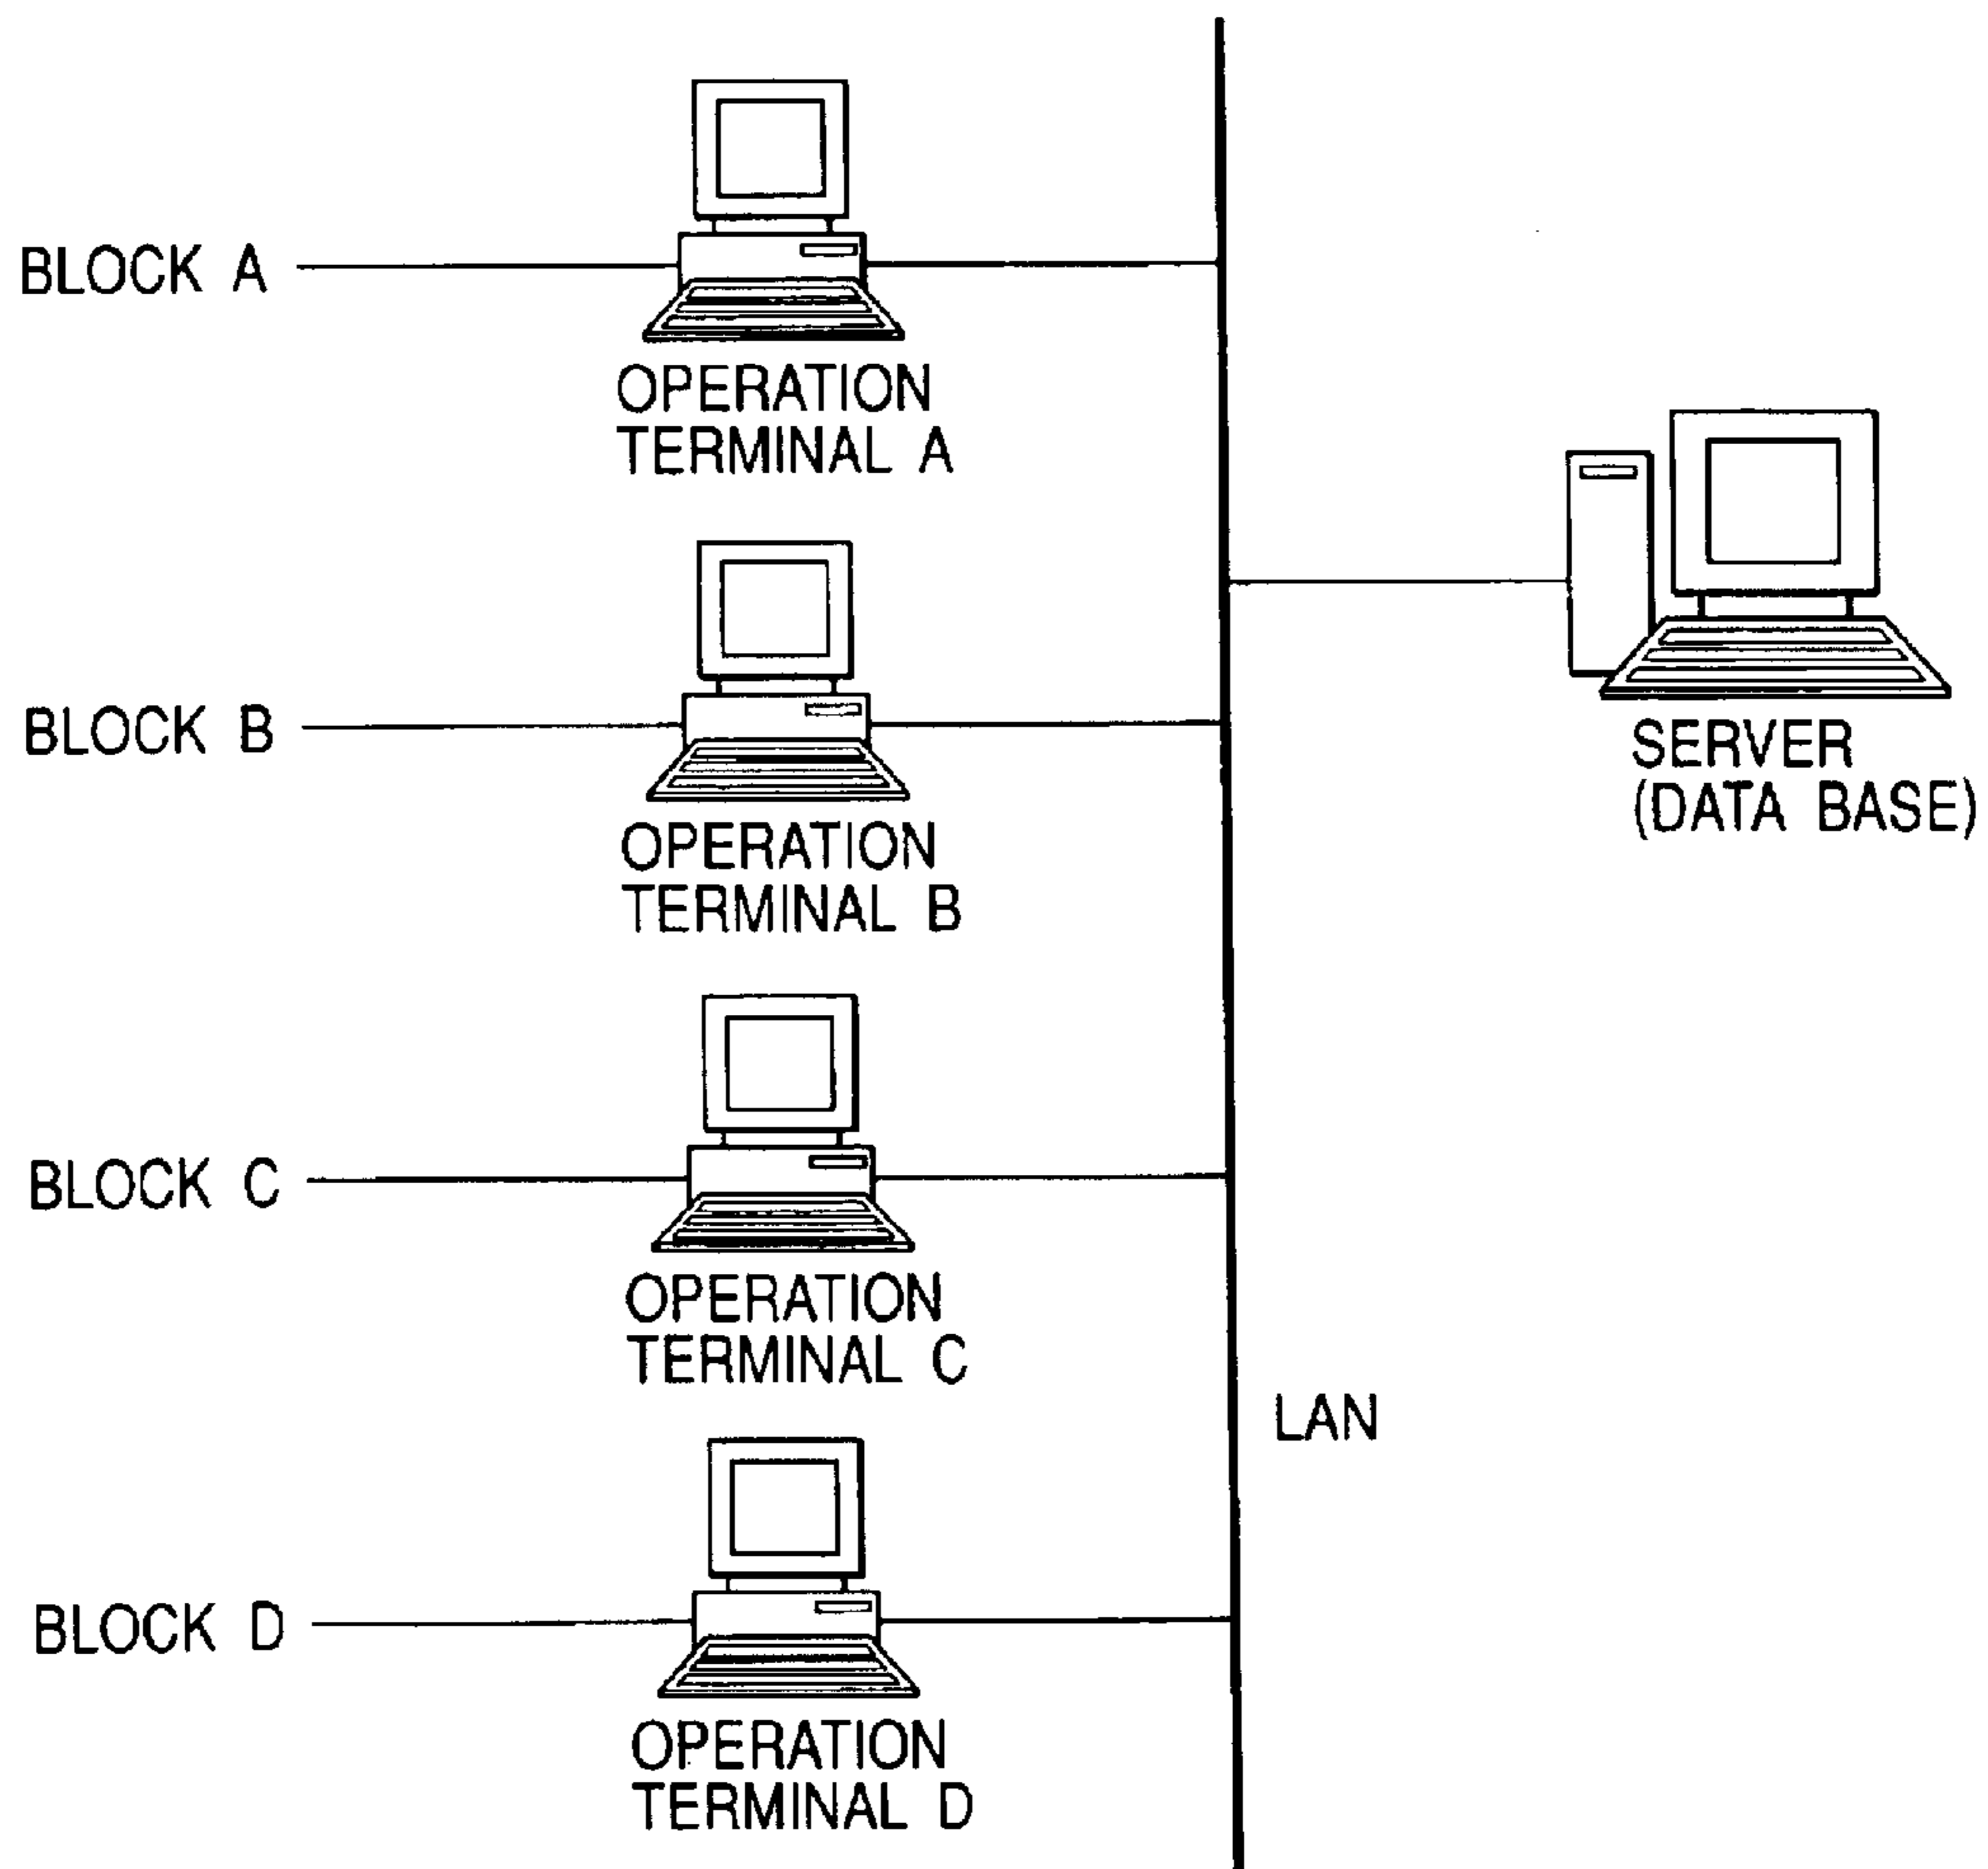 BLOCK A
OPERATION
TERMINAL A
BLOCK B
OPERATION
TERMINAL B
SERVER
(DATA BASE)
BLOCK C
OPERATION
TERMINAL C
LAN
BLOCK D
OPERATION
TERMINAL D